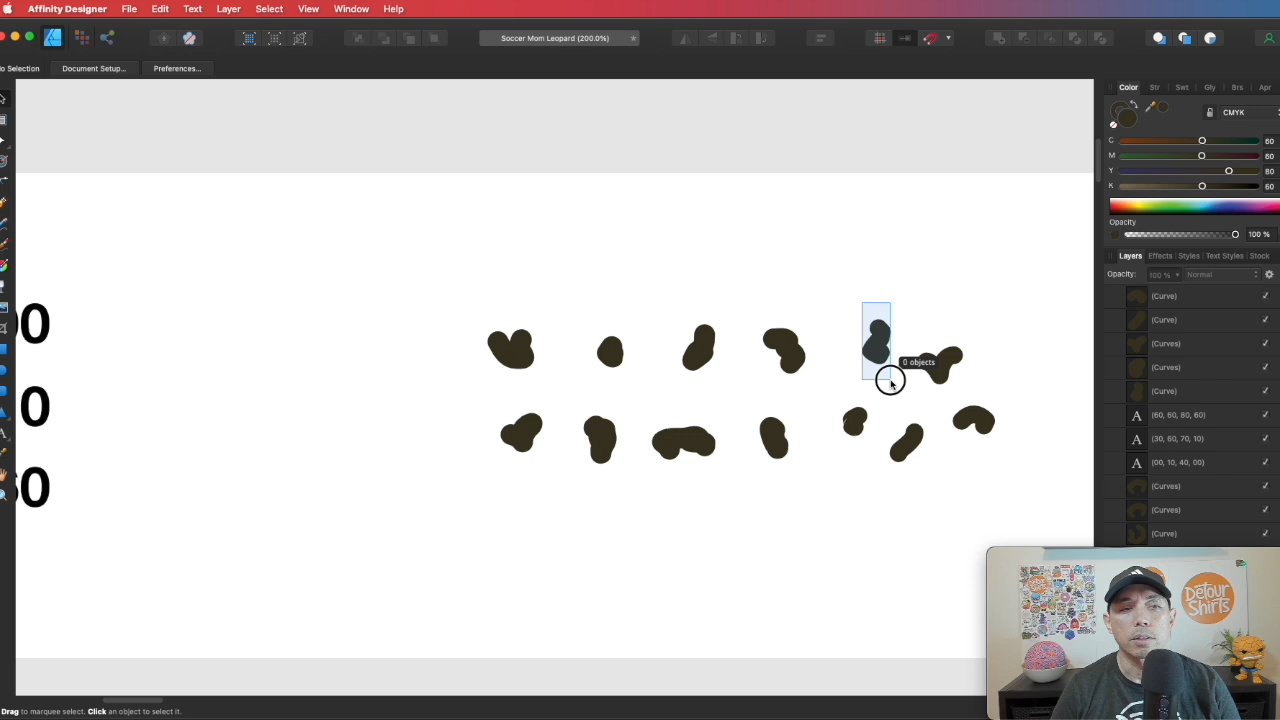 Affinity Designer File Edit Text Layer Select View Window Help
Soccer Mom Leopard (200.0%)
No Selection Document Setup... Preferences...
Color Str Swt Gly Brs Apr
CMYK
C 60
M 60
Y 80
K 60
Opacity
100 %
Layers Effects Styles Text Styles Stock
Opacity: 100 % Normal
(Curve)
(Curve)
(Curves)
(Curves)
(Curve)
A (60, 60, 80, 60)
A (30, 60, 70, 10)
A (00, 10, 40, 00)
(Curves)
(Curves)
(Curve)
00
0
60
0 objects
DETOUR
SHIRTS
Drag to marquee select. Click an object to select it.